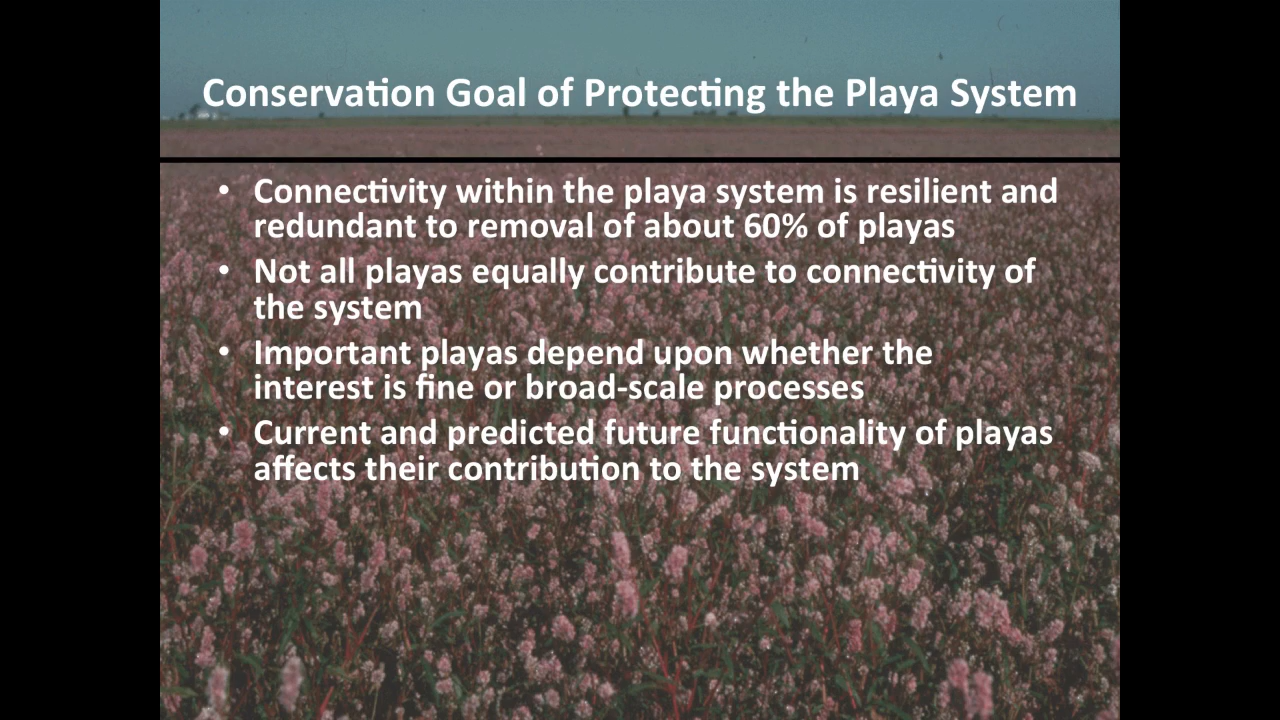 Conservation Goal of Protecting the Playa System
• Connectivity within the playa system is resilient and
redundant to removal of about 60% of playas
• Not all playas equally contribute to connectivity of
the system
• Important playas depend upon whether the
interest is fine or broad-scale processes
• Current and predicted future functionality of playas
affects their contribution to the system